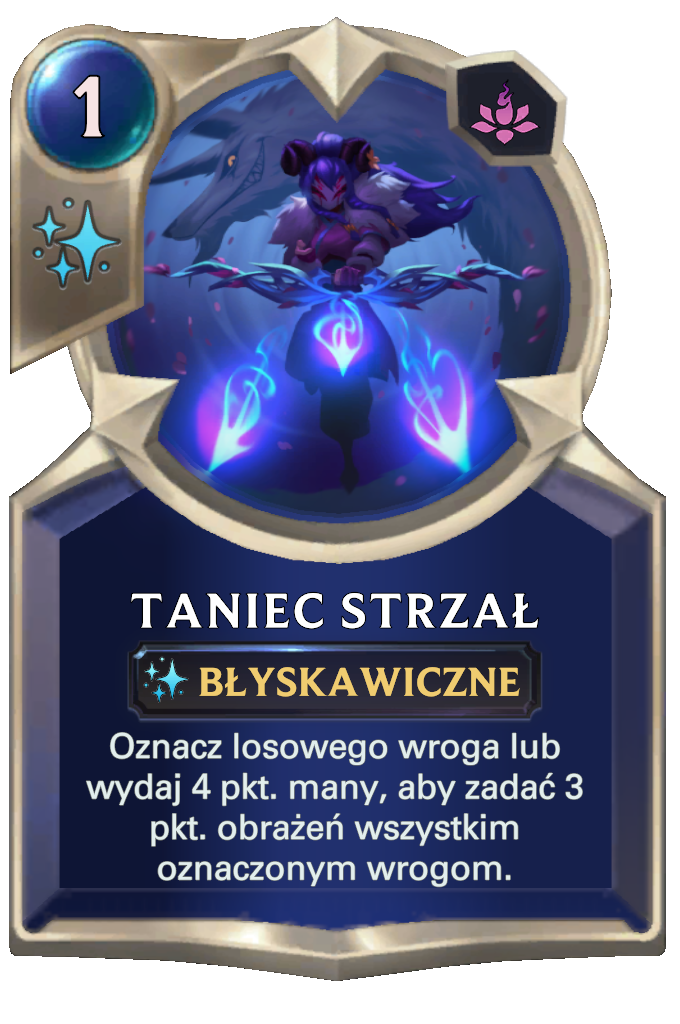 1
TANIEC STRZAŁ
BŁYSKAWICZNE
Oznacz losowego wroga lub
wydaj 4 pkt. many, aby zadać 3
pkt. obrażeń wszystkim
oznaczonym wrogom.